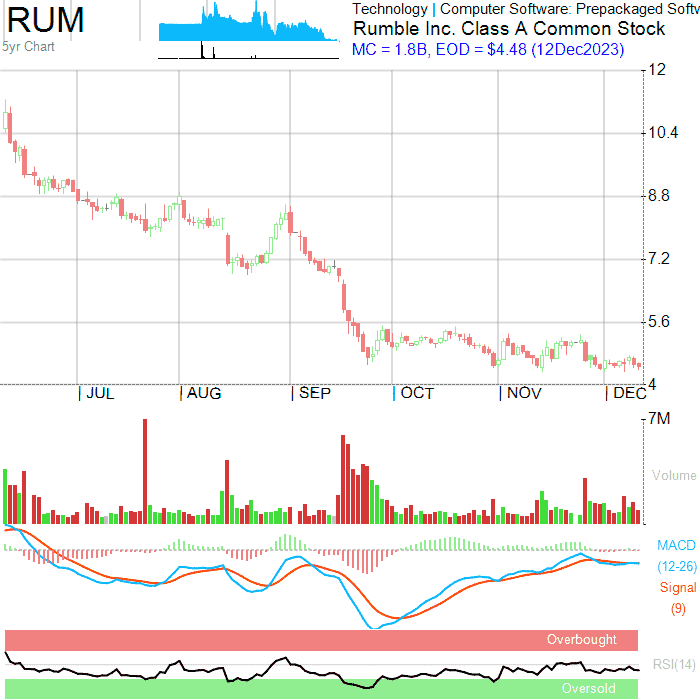 RUM
5yr Chart
Technology | Computer Software: Prepackaged Softw
Rumble Inc. Class A Common Stock
MC = 1.8B, EOD = $4.48 (12Dec2023)
12
10.4
8.8
7.2
5.6
4
JUL
AUG
SEP
OCT
NOV
DEC
7M
Volume
MACD
(12-26)
Signal
(9)
Overbought
RSI(14)
Oversold